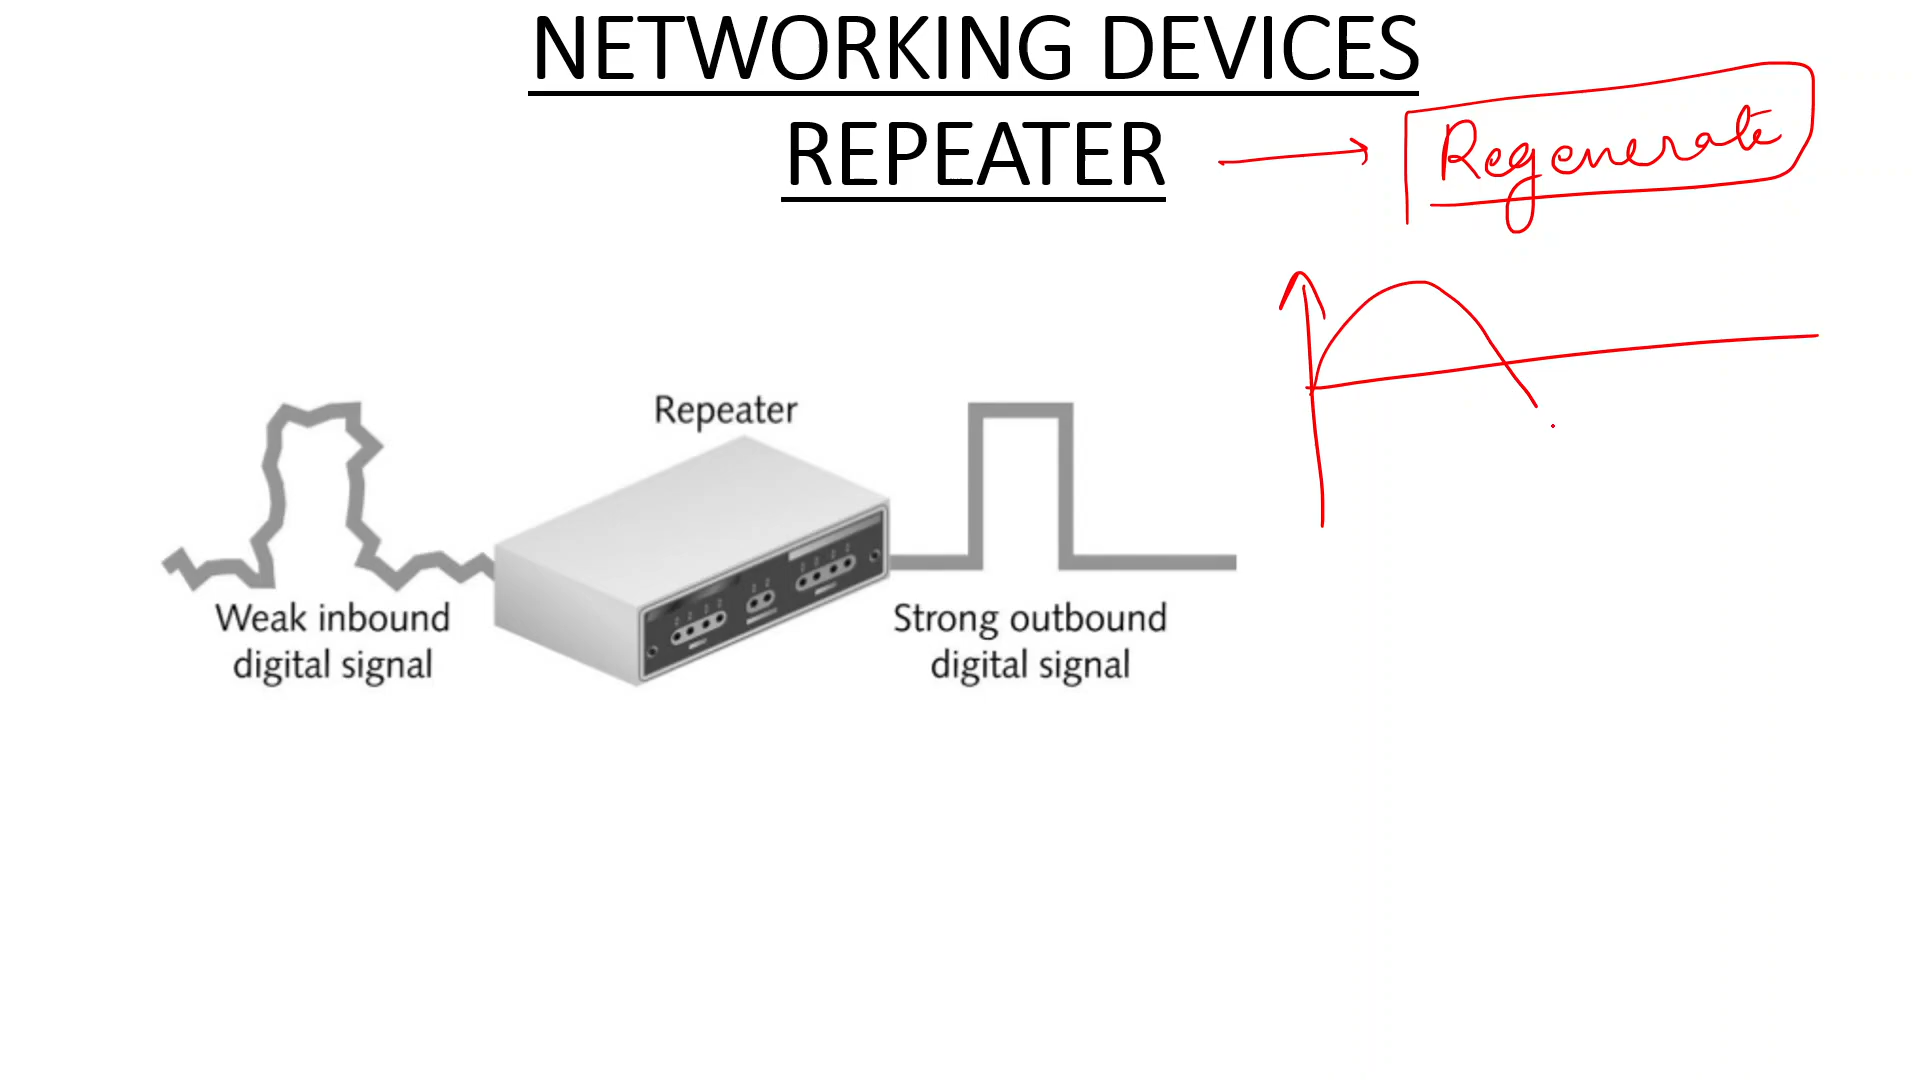 NETWORKING DEVICES
REPEATER
Regenerate
Repeater
Weak inbound
digital signal
Strong outbound
digital signal